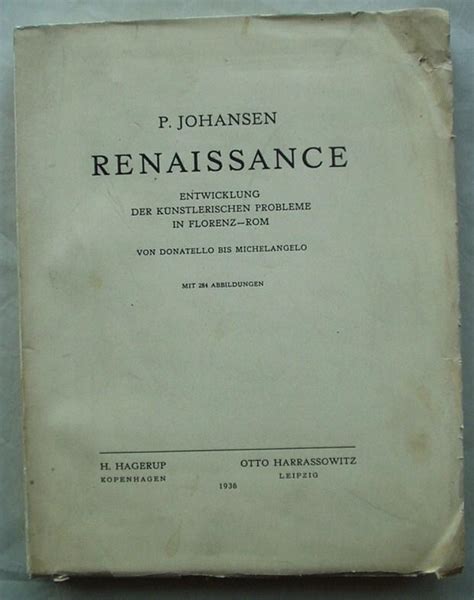 P. JOHANSEN
RENAISSANCE
ENTWICKLUNG
DER KÜNSTLERISCHEN PROBLEME
IN FLORENZ—ROM
VON DONATELLO BIS MICHELANGELO
MIT 284 ABBILDUNGEN
H. HAGERUP
KOPENHAGEN
OTTO HARRASSOWITZ
LEIPZIG
1936